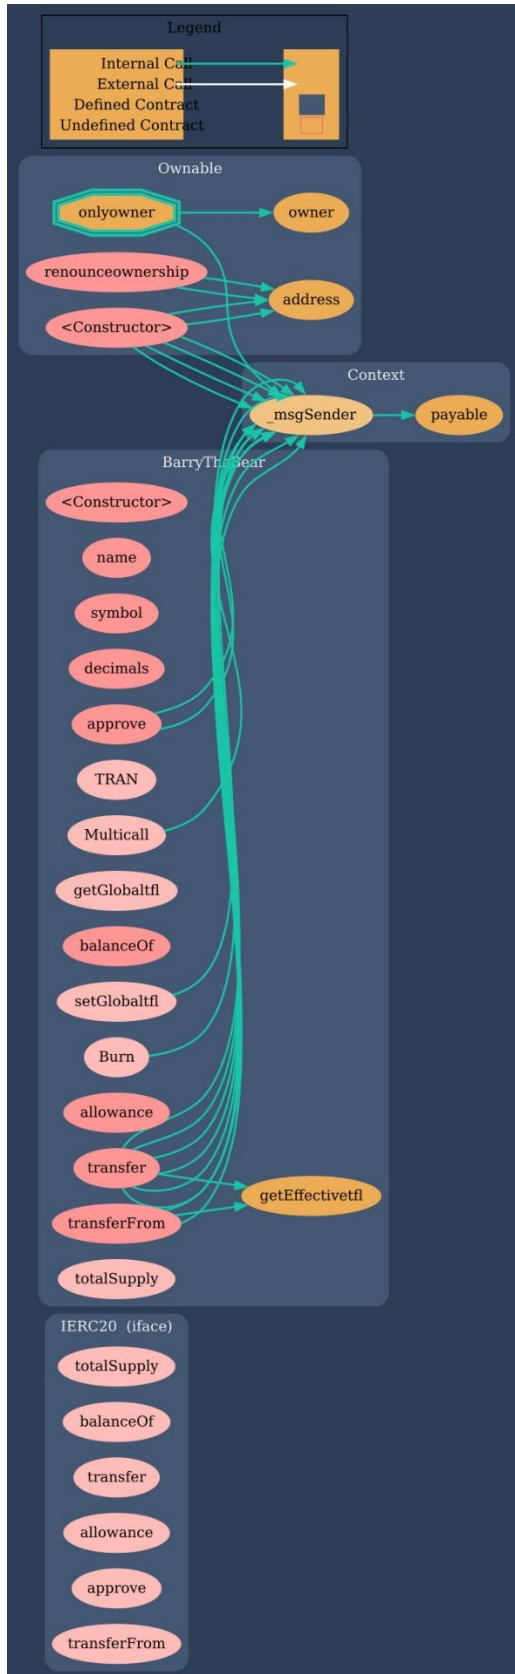 Legend
Internal Call
External Call
Defined Contract
Undefined Contract
Ownable
onlyowner
owner
renounceownership
address
<Constructor>
Context
_msgSender
payable
BarryTheBear
<Constructor>
name
symbol
decimals
approve
TRAN
Multicall
getGlobaltfl
balanceOf
setGlobaltfl
Burn
allowance
transfer
getEffectivetfl
transferFrom
totalSupply
IERC20 (iface)
totalSupply
balanceOf
transfer
allowance
approve
transferFrom